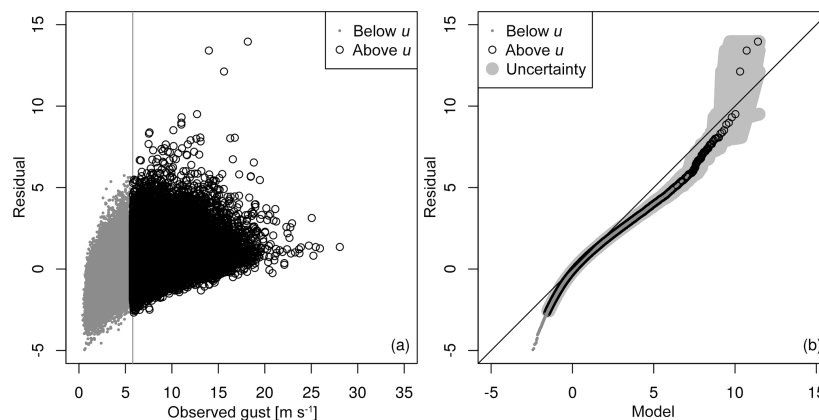 15
10
5
0
-5
Residual
Below u
Above u
(a)
0 5 10 15 20 25 30 35
Observed gust [m s-1]
15
10
5
0
-5
Residual
Below u
Above u
Uncertainty
(b)
-5 0 5 10 15
Model